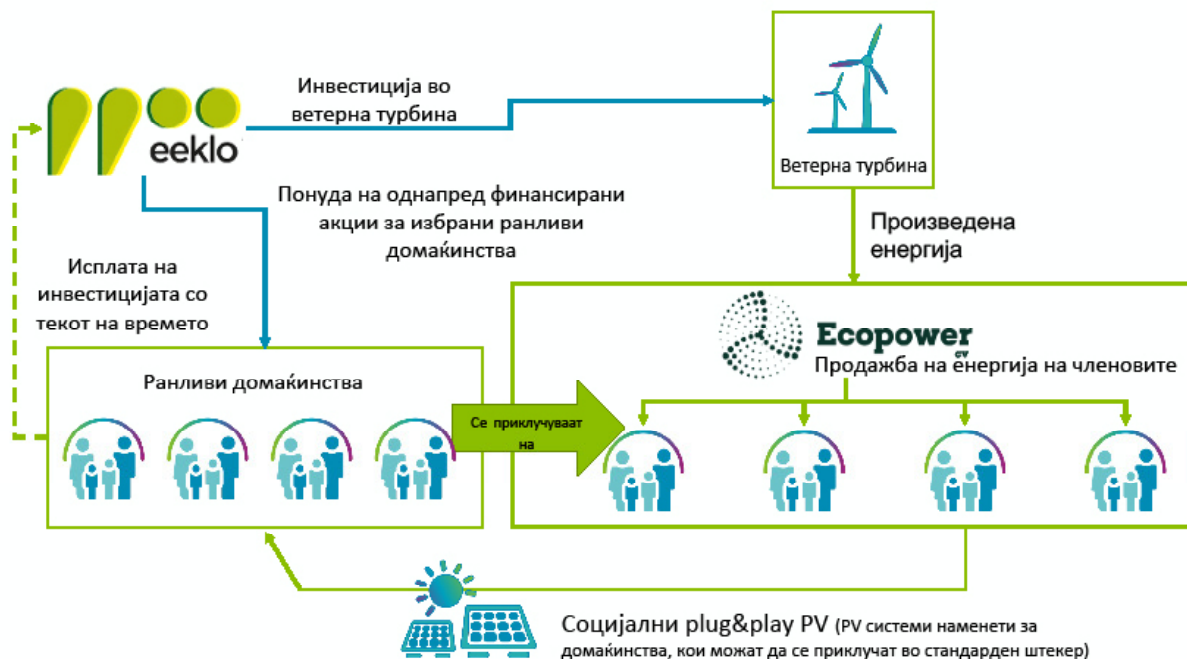 eeklo
Инвестиција во
ветерна турбина
Ветерна турбина
Понуда на однапред финансирани
акции за избрани ранливи
домаќинства
Произведена
енергија
Исплата на
инвестицијата со
текот на времето
Ecopower
cv
Продажба на енергија на членовите
Ранливи домаќинства
Се приклучуваат
на
Социјални plug&play PV (PV системи наменети за
домаќинства, кои можат да се приклучат во стандарден штекер)